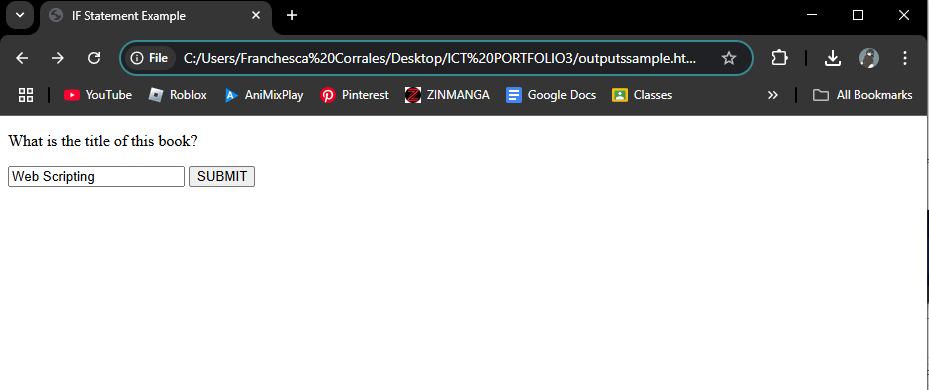 IF Statement Example
File C:/Users/Franchesca%20Corrales/Desktop/ICT%20PORTFOLIO3/outputssample.ht...
YouTube Roblox AniMixPlay Pinterest ZINMANGA Google Docs Classes » All Bookmarks
What is the title of this book?
Web Scripting SUBMIT